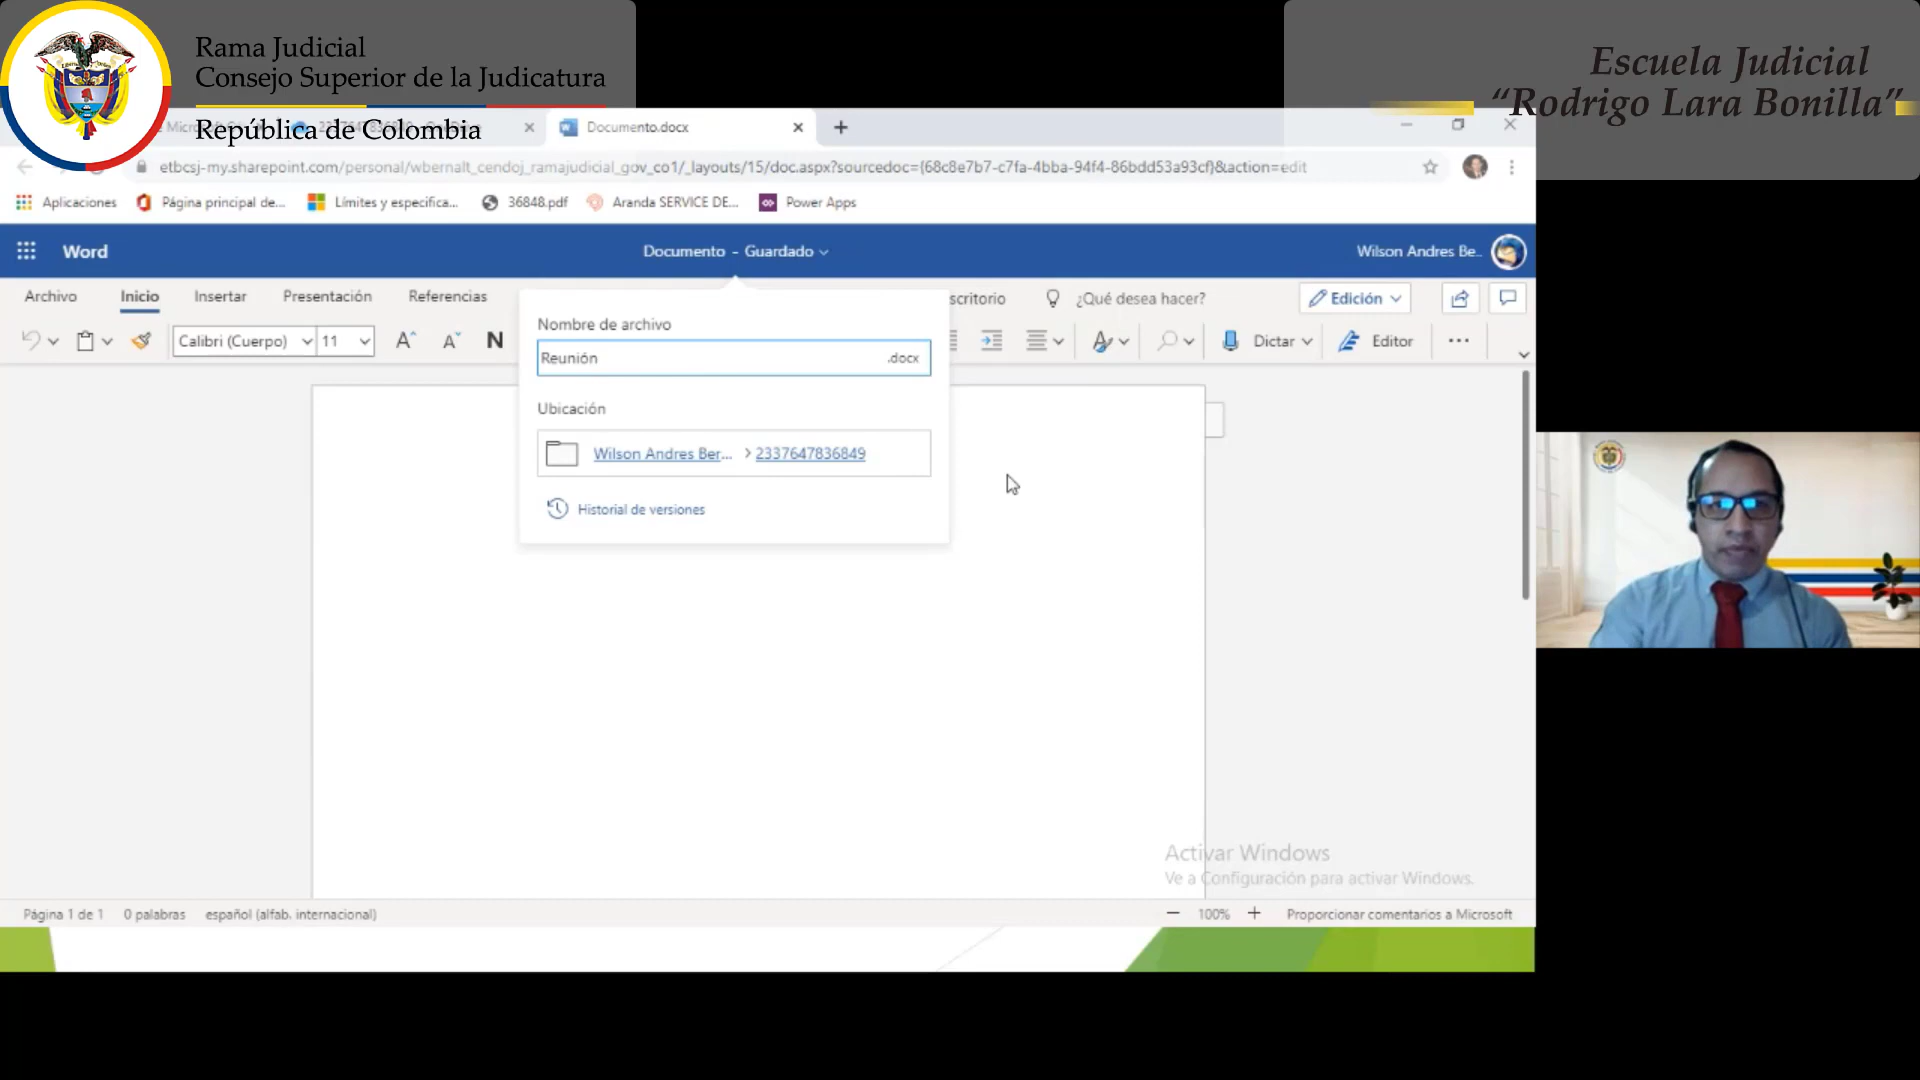 Rama Judicial
Consejo Superior de la Judicatura
República de Colombia
Escuela Judicial
“Rodrigo Lara Bonilla”
Documento.docx
etbcsj-my.sharepoint.com/personal/wbernalt_cendoj_ramajudicial_gov_co1/_layouts/15/doc.aspx?sourcedoc={68c8e7b7-c7fa-4bba-94f4-86bdd53a93cf}&action=edit
Aplicaciones Página principal de... Límites y especifica... 36848.pdf Aranda SERVICE DE... Power Apps
Word Documento - Guardado Wilson Andres Be..
Archivo Inicio Insertar Presentación Referencias scritorio ¿Qué desea hacer? Edición
Calibri (Cuerpo) 11 A A N Dictar Editor ...
Nombre de archivo
Reunión .docx
Ubicación
Wilson Andres Ber... > 2337647836849
Historial de versiones
Activar Windows
Ve a Configuración para activar Windows.
Página 1 de 1 0 palabras español (alfab. internacional) 100% Proporcionar comentarios a Microsoft